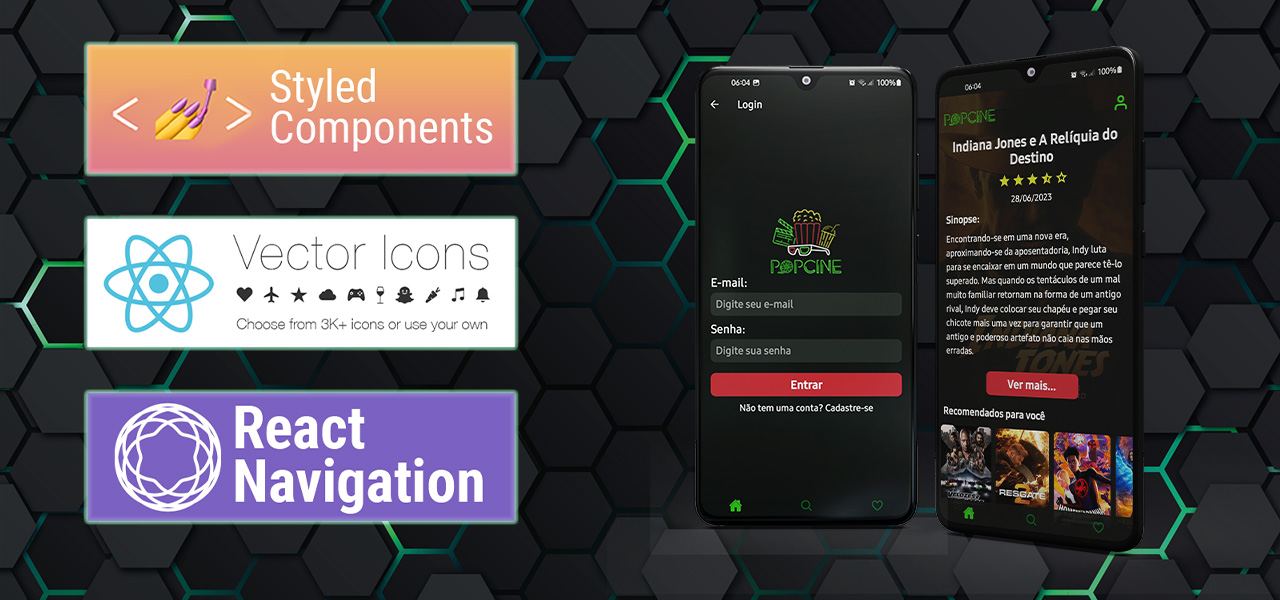 < 💅 >
Styled
Components
Vector Icons
Choose from 3K+ icons or use your own
React
Navigation
06:04
100%
Login
POPCINE
E-mail:
Digite seu e-mail
Senha:
Digite sua senha
Entrar
Não tem uma conta? Cadastre-se
06:04
100%
POPCINE
Indiana Jones e A Relíquia do
Destino
28/06/2023
Sinopse:
Encontrando-se em uma nova era,
aproximando-se da aposentadoria, Indy luta
para se encaixar em um mundo que parece tê-lo
superado. Mas quando os tentáculos de um mal
muito familiar retornam na forma de um antigo
rival, Indy deve colocar seu chapéu e pegar seu
chicote mais uma vez para garantir que um
antigo e poderoso artefato não caia nas mãos
erradas.
JONES
Ver mais...
Recomendados para você
RESGATE
2